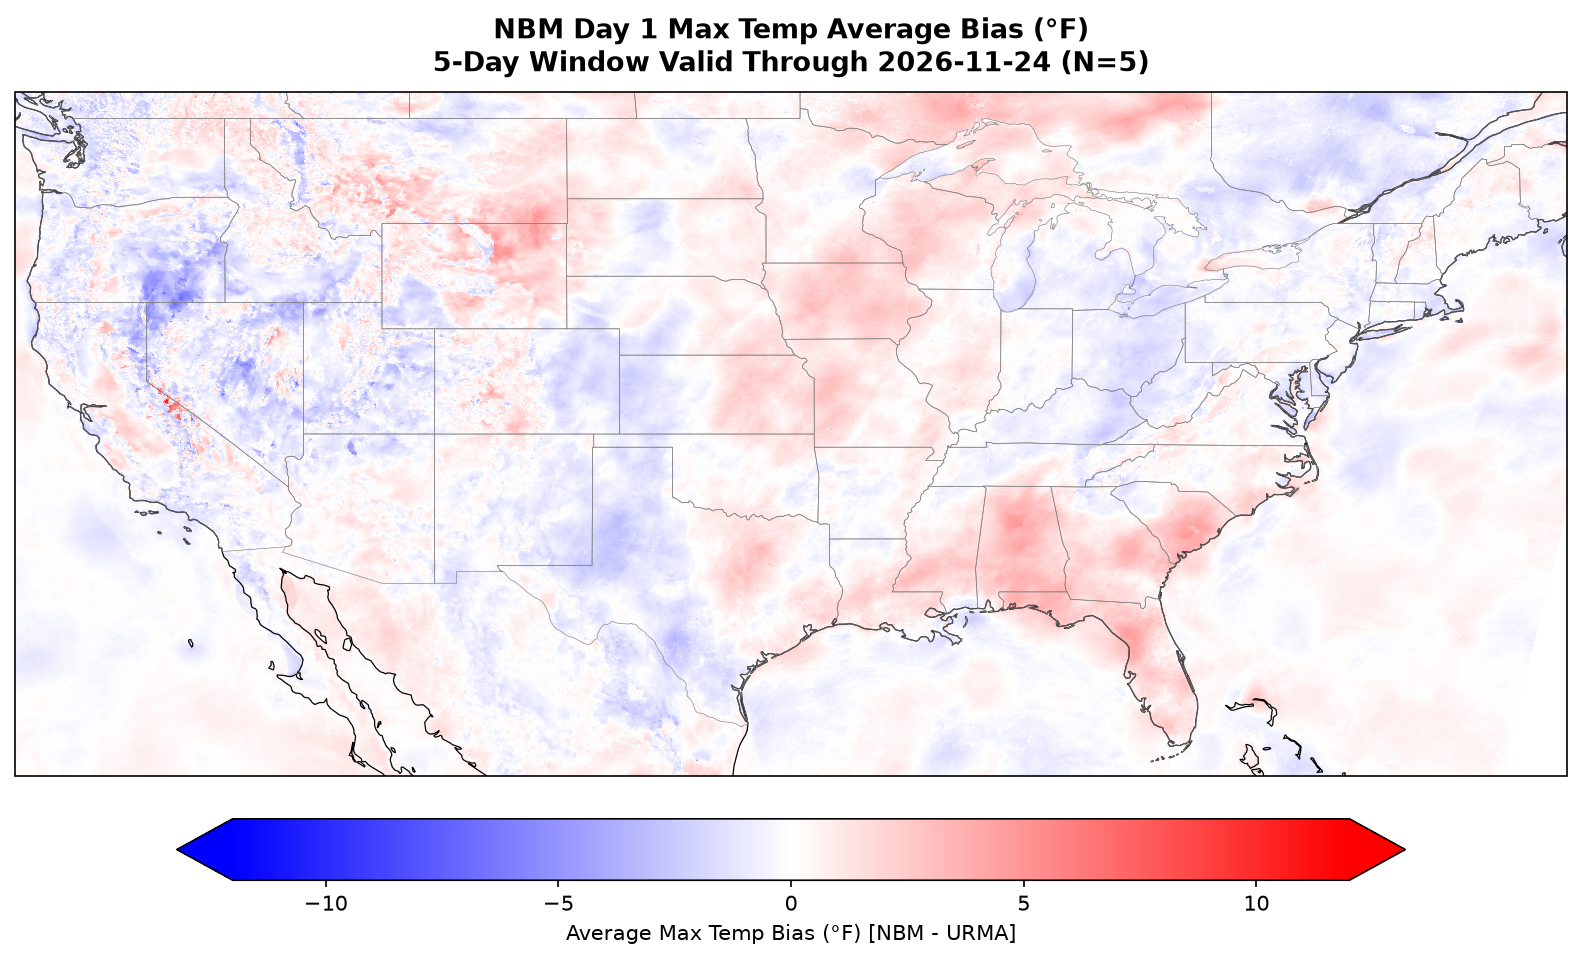 NBM Day 1 Max Temp Average Bias (°F)
5-Day Window Valid Through 2026-11-24 (N=5)
−10 −5 0 5 10
Average Max Temp Bias (°F) [NBM - URMA]